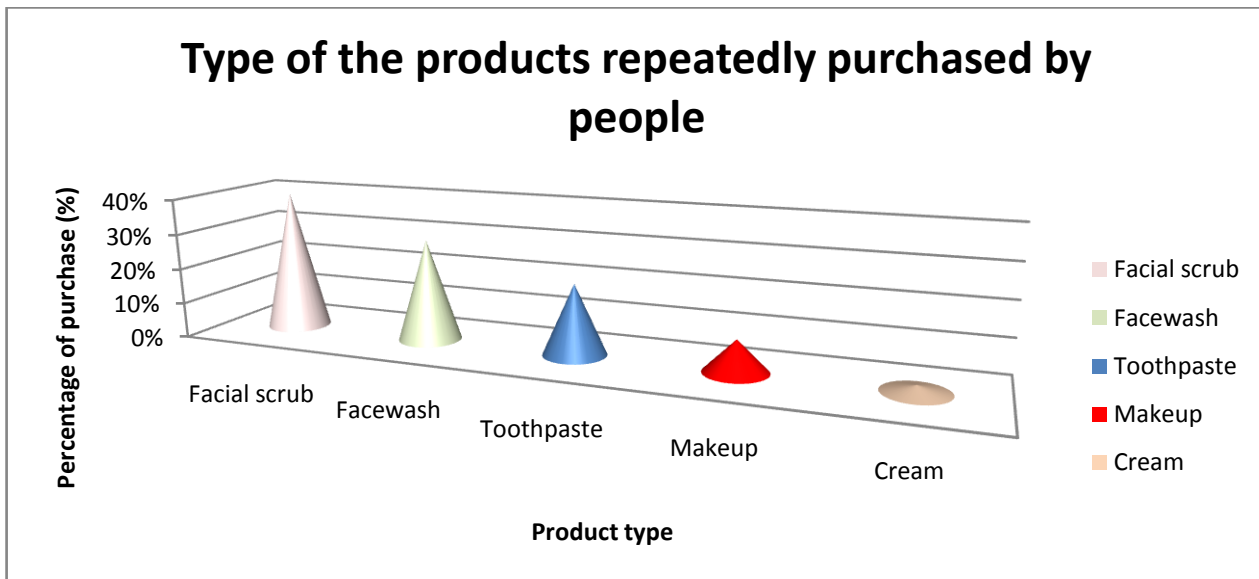 Type of the products repeatedly purchased by
people
Percentage of purchase (%)
40%
30%
20%
10%
0%
Facial scrub
Facewash
Toothpaste
Makeup
Cream
Product type
Facial scrub
Facewash
Toothpaste
Makeup
Cream